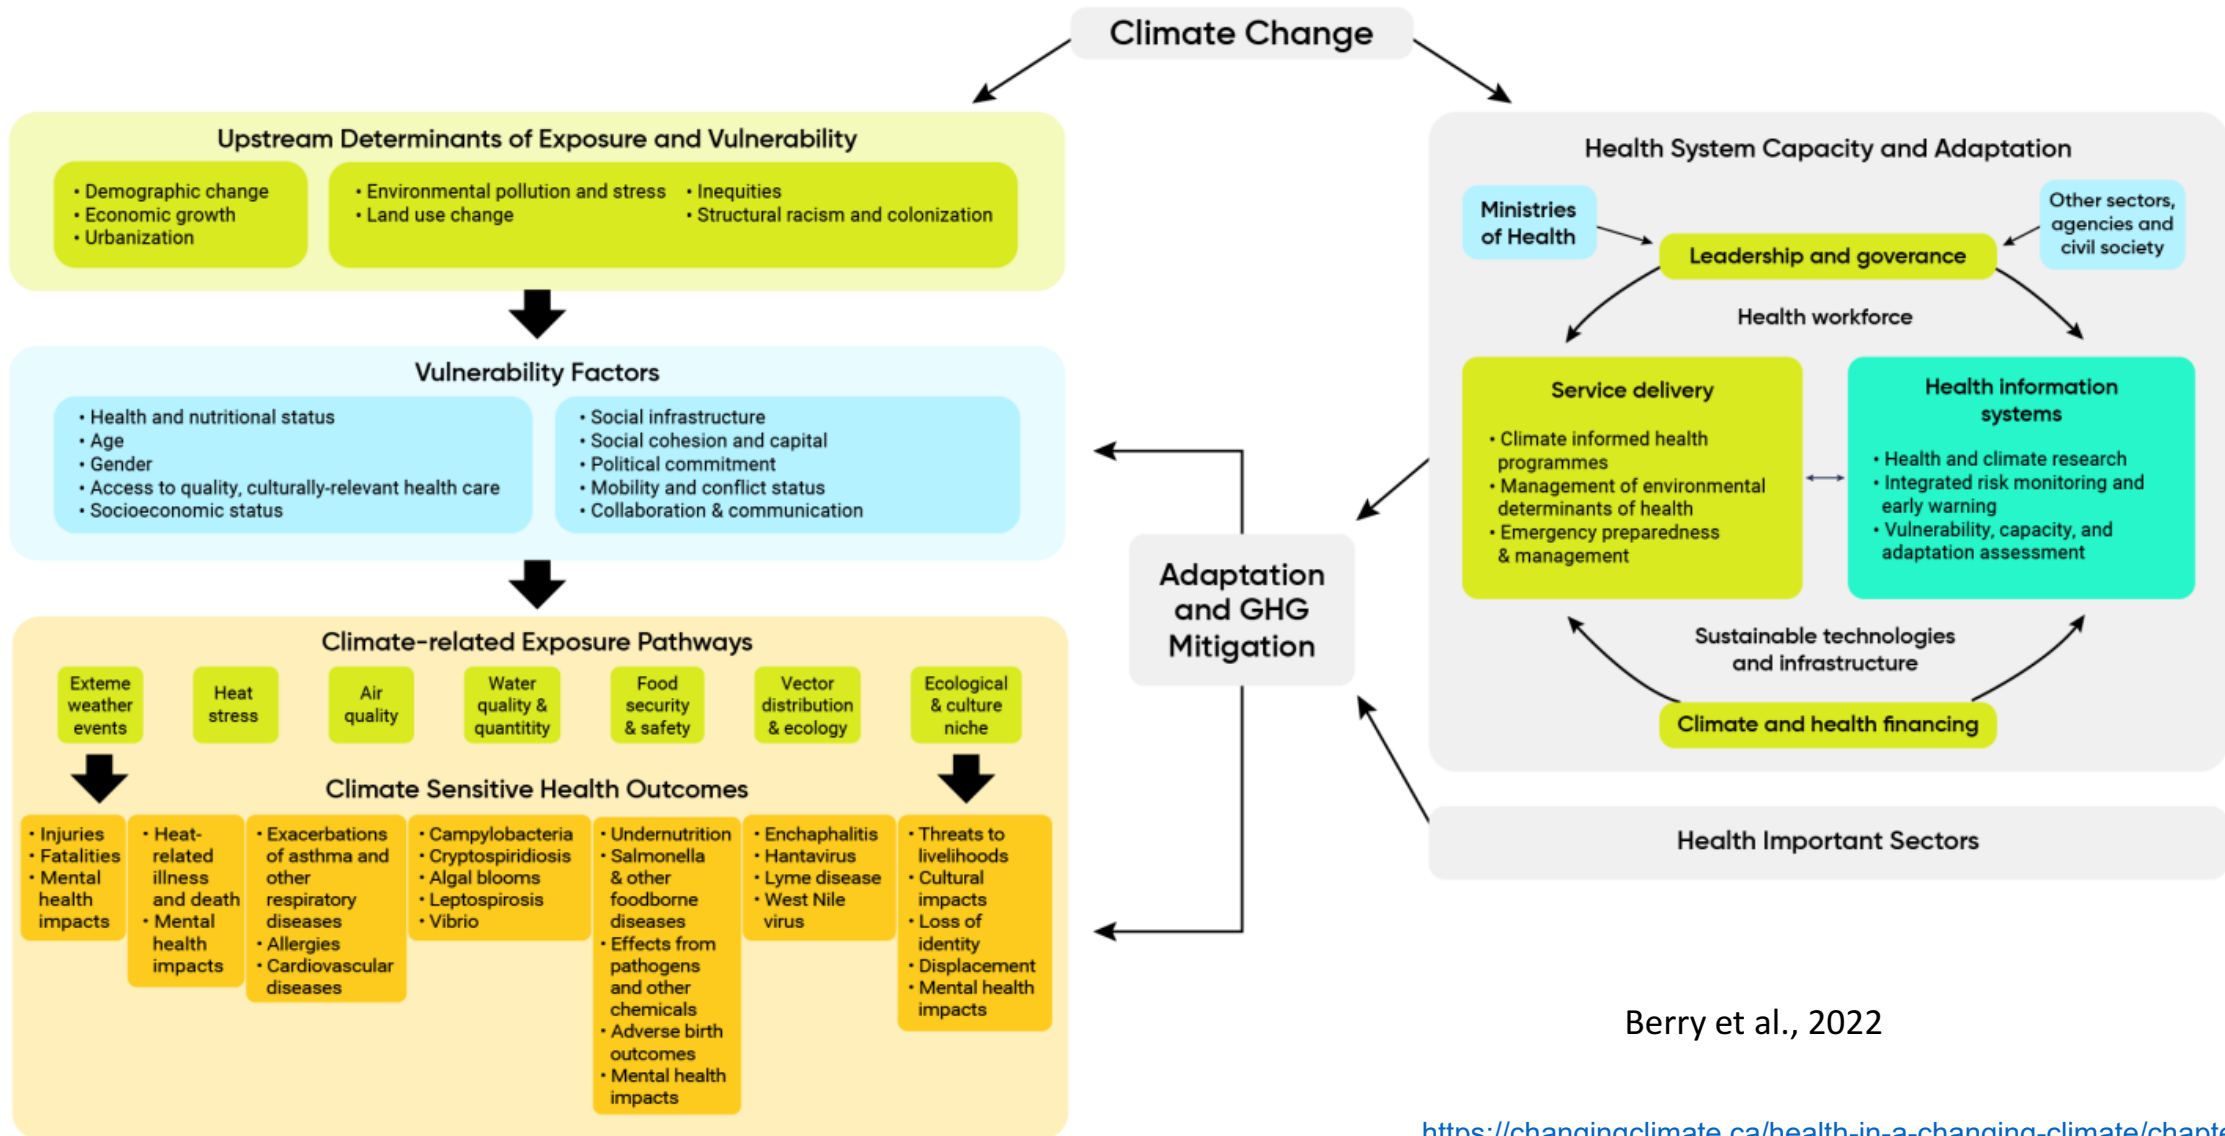 Climate Change
Upstream Determinants of Exposure and Vulnerability
• Demographic change
• Economic growth
• Urbanization
• Environmental pollution and stress
• Land use change
• Inequities
• Structural racism and colonization
Vulnerability Factors
• Health and nutritional status
• Age
• Gender
• Access to quality, culturally-relevant health care
• Socioeconomic status
• Social infrastructure
• Social cohesion and capital
• Political commitment
• Mobility and conflict status
• Collaboration & communication
Climate-related Exposure Pathways
Exteme
weather
events
Heat
stress
Air
quality
Water
quality &
quantitity
Food
security
& safety
Vector
distribution
& ecology
Ecological
& culture
niche
Climate Sensitive Health Outcomes
• Injuries
• Fatalities
• Mental
health
impacts
• Heat-
related
illness
and death
• Mental
health
impacts
• Exacerbations
of asthma and
other
respiratory
diseases
• Allergies
• Cardiovascular
diseases
• Campylobacteria
• Cryptospiridiosis
• Algal blooms
• Leptospirosis
• Vibrio
• Undernutrition
• Salmonella
& other
foodborne
diseases
• Effects from
pathogens
and other
chemicals
• Adverse birth
outcomes
• Mental health
impacts
• Enchaphalitis
• Hantavirus
• Lyme disease
• West Nile
virus
• Threats to
livelihoods
• Cultural
impacts
• Loss of
identity
• Displacement
• Mental health
impacts
Adaptation
and GHG
Mitigation
Health System Capacity and Adaptation
Ministries
of Health
Other sectors,
agencies and
civil society
Leadership and goverance
Health workforce
Service delivery
• Climate informed health
programmes
• Management of environmental
determinants of health
• Emergency preparedness
& management
Health information
systems
• Health and climate research
• Integrated risk monitoring and
early warning
• Vulnerability, capacity, and
adaptation assessment
Sustainable technologies
and infrastructure
Climate and health financing
Health Important Sectors
Berry et al., 2022
https://changingclimate.ca/health-in-a-changing-climate/chapte